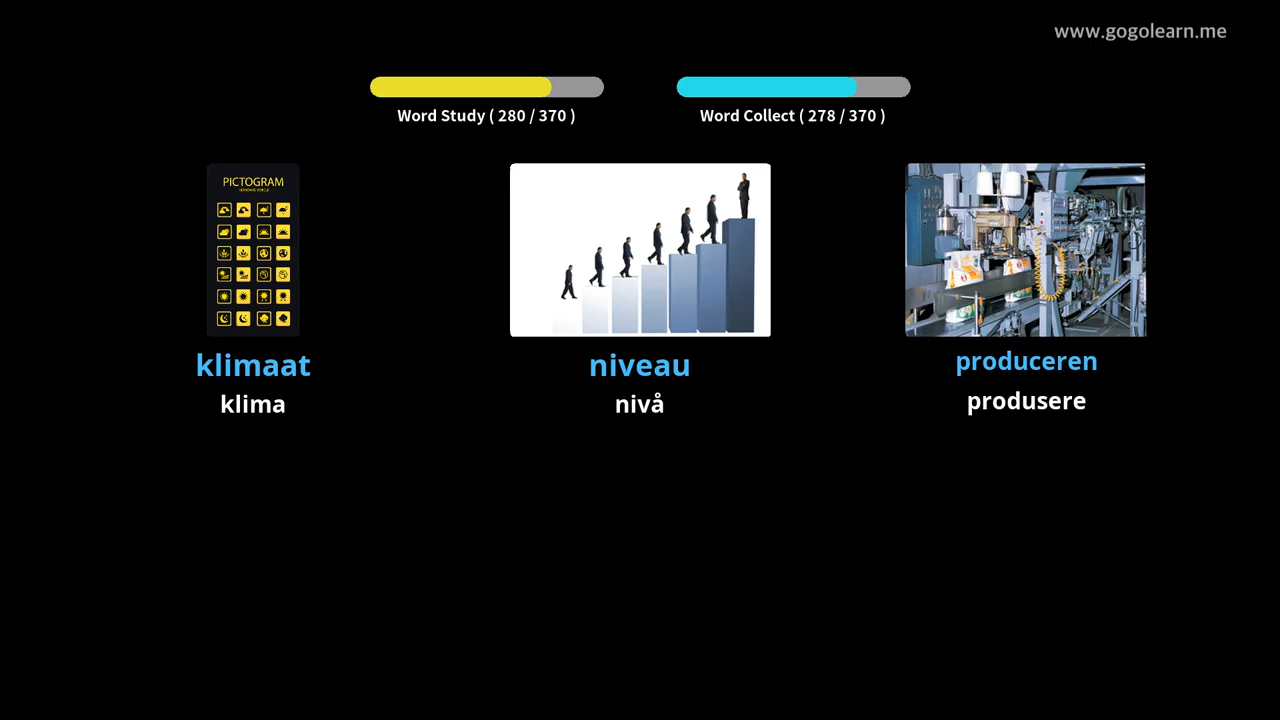 www.gogolearn.me
Word Study ( 280 / 370 )
Word Collect ( 278 / 370 )
PICTOGRAM
klimaat
klima
niveau
nivå
produceren
produsere